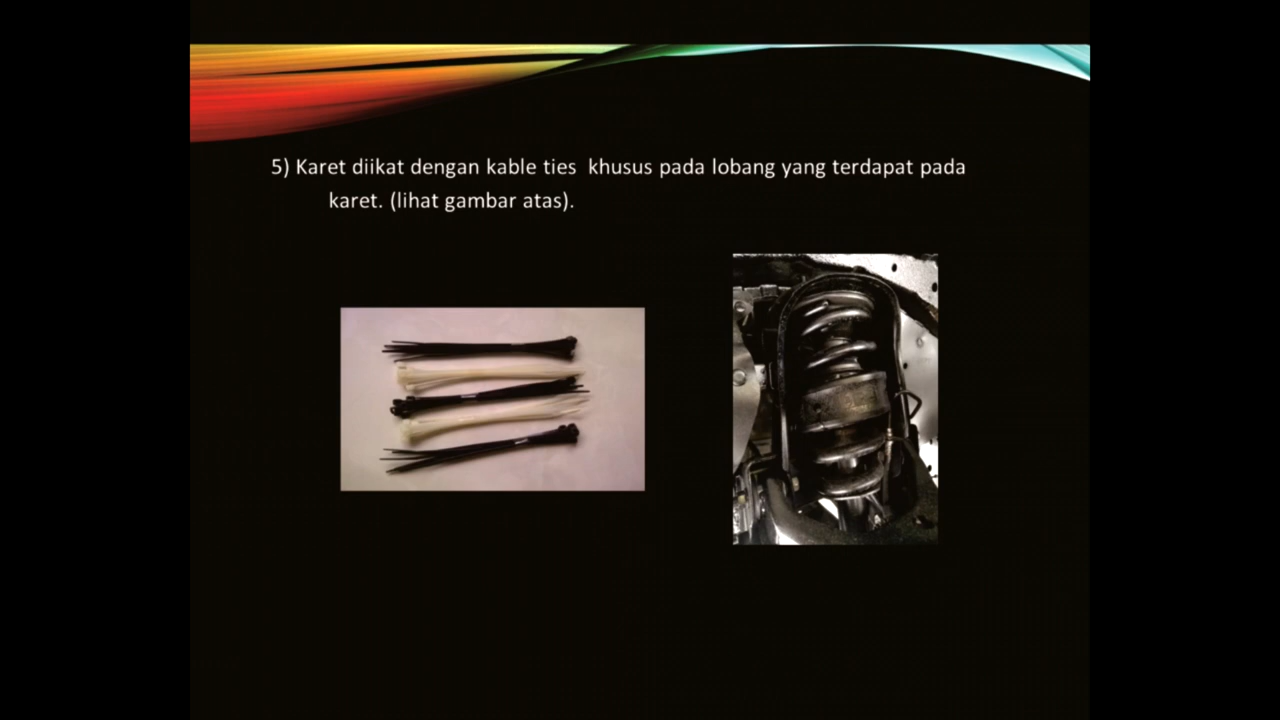 5) Karet diikat dengan kable ties  khusus pada lobang yang terdapat pada
karet. (lihat gambar atas).